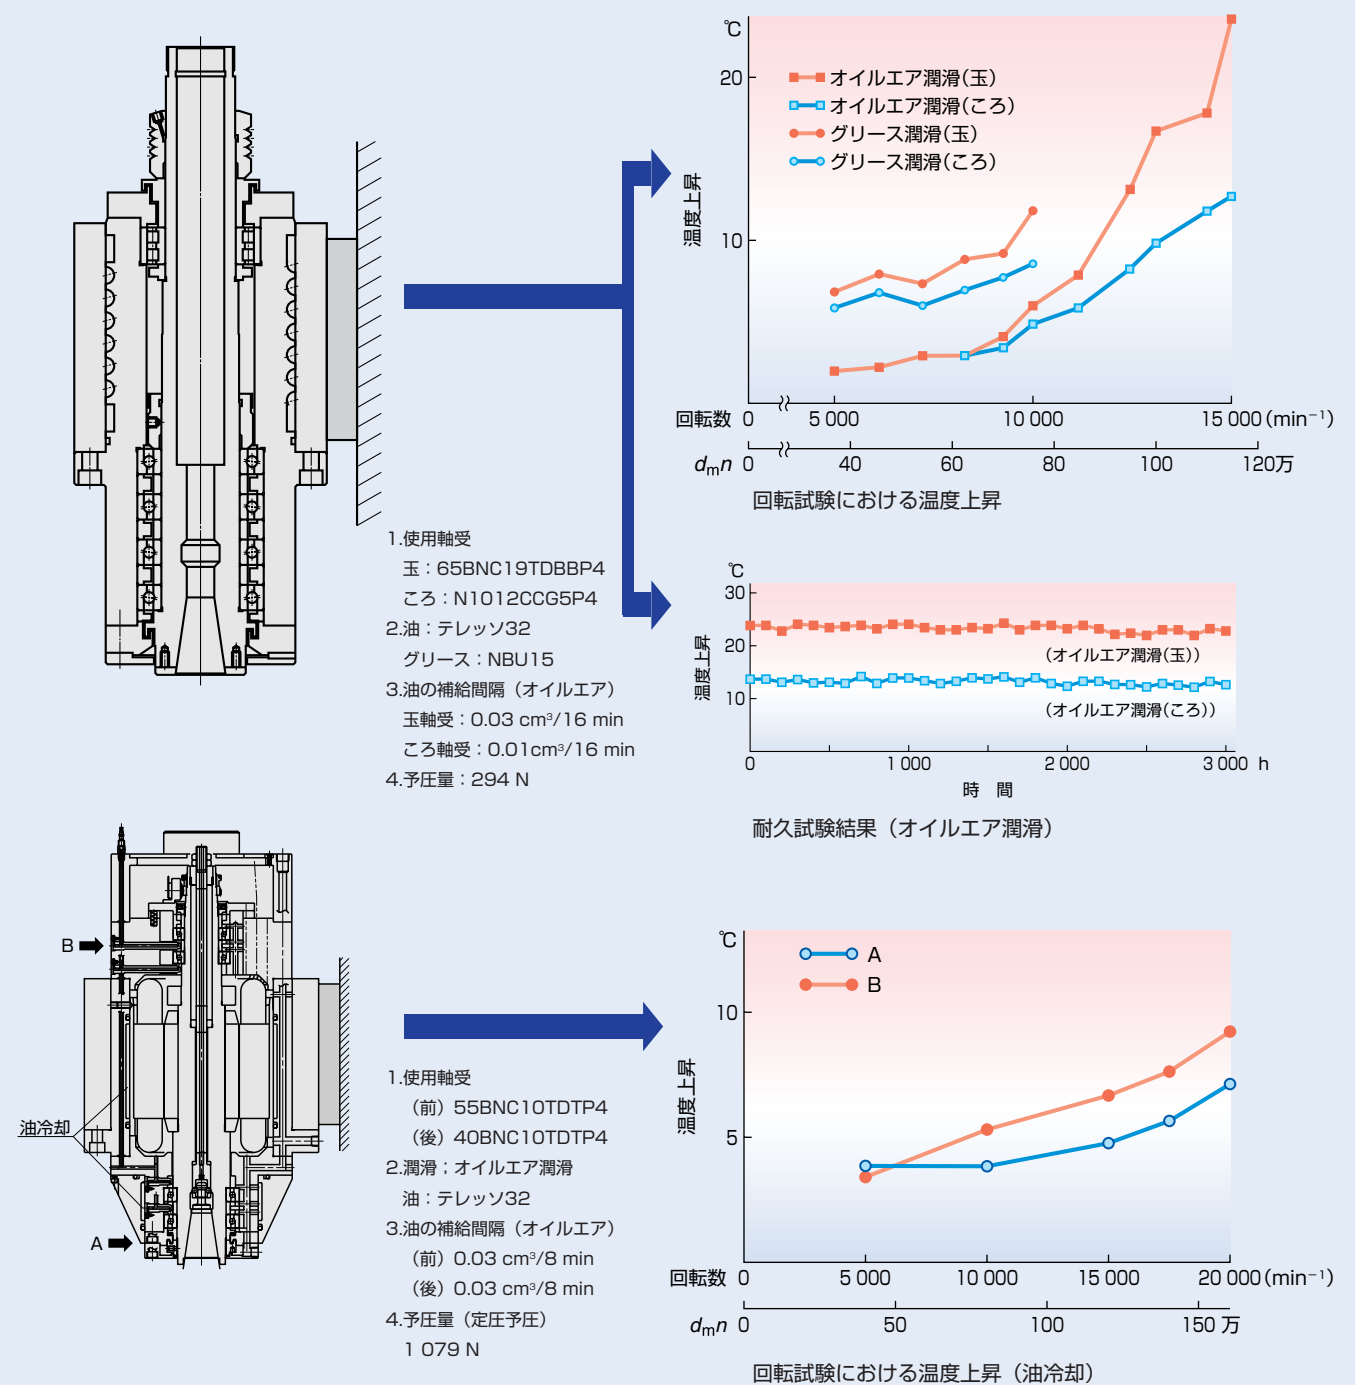 ℃
20
10
温度上昇
オイルエア潤滑(玉)
オイルエア潤滑(ころ)
グリース潤滑(玉)
グリース潤滑(ころ)
回転数 0 5 000 10 000 15 000 (min⁻¹)
dmn 0 40 60 80 100 120万
回転試験における温度上昇
1.使用軸受
玉：65BNC19TDBBP4
ころ：N1012CCG5P4
2.油：テレッソ32
グリース：NBU15
3.油の補給間隔（オイルエア）
玉軸受：0.03 cm³/16 min
ころ軸受：0.01cm³/16 min
4.予圧量：294 N
℃
30
20
10
温度上昇
（オイルエア潤滑(玉)）
（オイルエア潤滑(ころ)）
0 1 000 2 000 3 000 h
時　間
耐久試験結果（オイルエア潤滑）
B
油冷却
A
1.使用軸受
（前）55BNC10TDTP4
（後）40BNC10TDTP4
2.潤滑：オイルエア潤滑
油：テレッソ32
3.油の補給間隔（オイルエア）
（前）0.03 cm³/8 min
（後）0.03 cm³/8 min
4.予圧量（定圧予圧）
1 079 N
℃
10
5
温度上昇
A
B
回転数 0 5 000 10 000 15 000 20 000 (min⁻¹)
dmn 0 50 100 150 万
回転試験における温度上昇（油冷却）